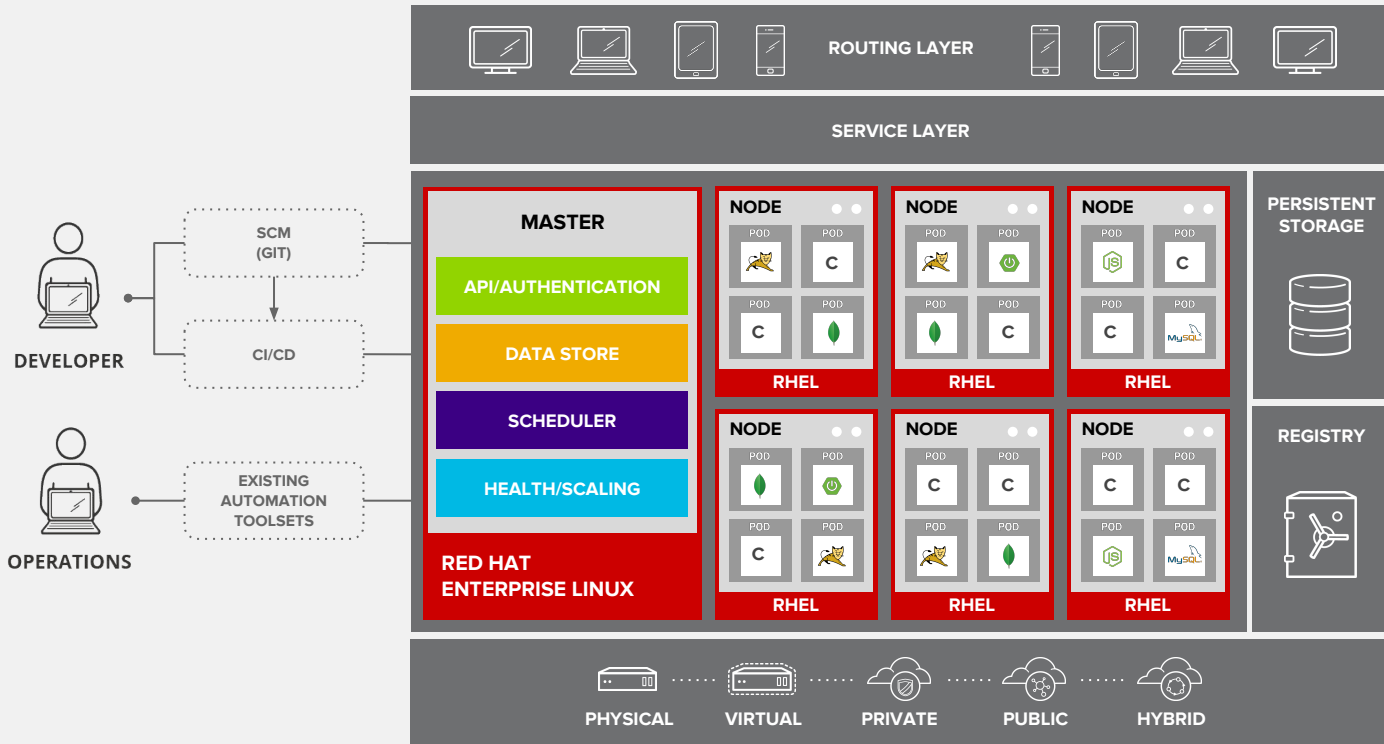 ROUTING LAYER
SERVICE LAYER
DEVELOPER
SCM
(GIT)
CI/CD
OPERATIONS
EXISTING
AUTOMATION
TOOLSETS
MASTER
API/AUTHENTICATION
DATA STORE
SCHEDULER
HEALTH/SCALING
RED HAT
ENTERPRISE LINUX
NODE
POD
POD
C
POD
POD
C
RHEL
NODE
POD
POD
POD
POD
C
RHEL
NODE
POD
POD
JS
C
POD
POD
C
MySQL
RHEL
NODE
POD
POD
POD
POD
C
RHEL
NODE
POD
POD
C
C
POD
POD
RHEL
NODE
POD
POD
C
C
POD
POD
JS
MySQL
RHEL
PERSISTENT
STORAGE
REGISTRY
PHYSICAL
VIRTUAL
PRIVATE
PUBLIC
HYBRID